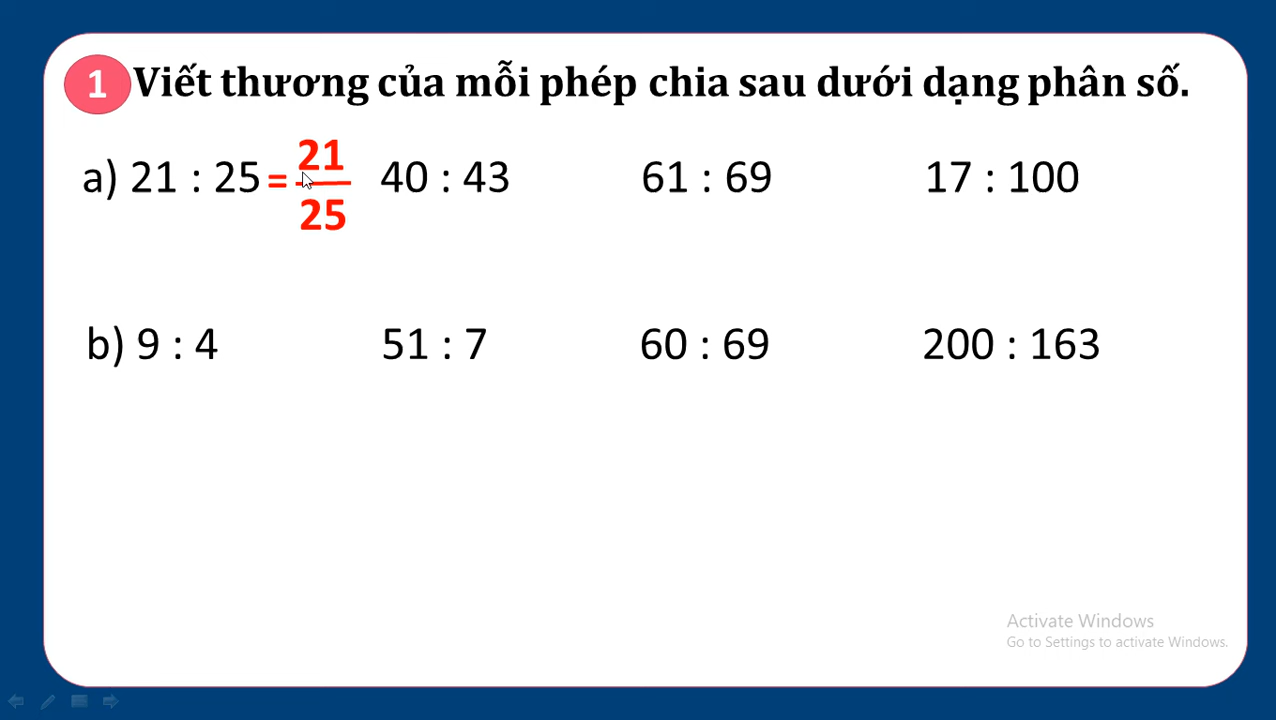 1 Viết thương của mỗi phép chia sau dưới dạng phân số.
a) 21 : 25 = 21/25 40 : 43 61 : 69 17 : 100
b) 9 : 4 51 : 7 60 : 69 200 : 163
Activate Windows
Go to Settings to activate Windows.